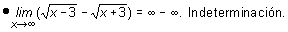 • lim x→∞ (√x−3 − √x+3) = ∞ − ∞. Indeterminación.